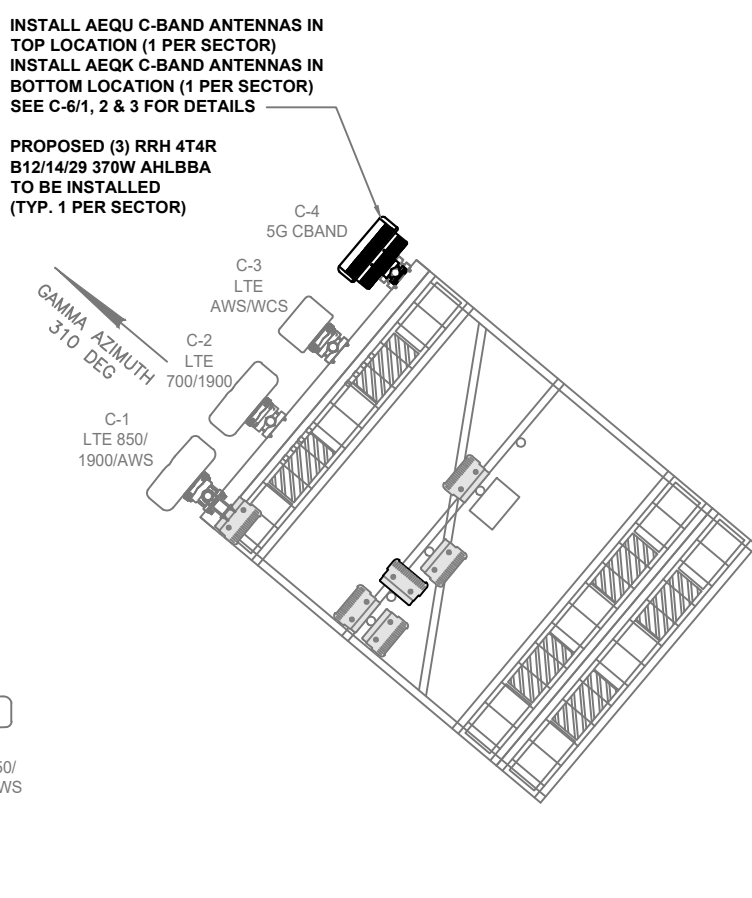 INSTALL AEQU C-BAND ANTENNAS IN
TOP LOCATION (1 PER SECTOR)
INSTALL AEQK C-BAND ANTENNAS IN
BOTTOM LOCATION (1 PER SECTOR)
SEE C-6/1, 2 & 3 FOR DETAILS
PROPOSED (3) RRH 4T4R
B12/14/29 370W AHLBBA
TO BE INSTALLED
(TYP. 1 PER SECTOR)
C-4
5G CBAND
C-3
LTE
AWS/WCS
GAMMA AZIMUTH
310 DEG
C-2
LTE
700/1900
C-1
LTE 850/
1900/AWS
50/
WS